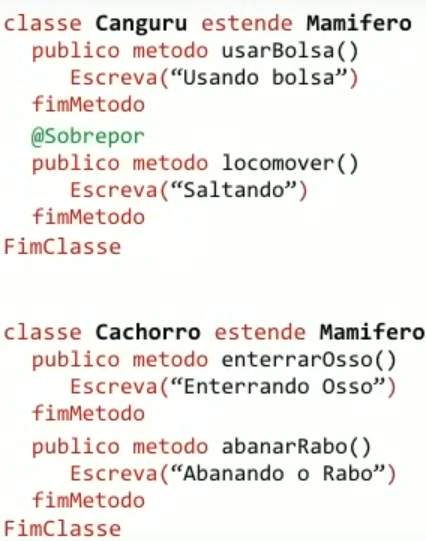 classe Canguru estende Mamifero
publico metodo usarBolsa()
Escreva(“Usando bolsa”)
fimMetodo
@Sobrepor
publico metodo locomover()
Escreva(“Saltando”)
fimMetodo
FimClasse
classe Cachorro estende Mamifero
publico metodo enterrarOsso()
Escreva(“Enterrando Osso”)
fimMetodo
publico metodo abanarRabo()
Escreva(“Abanando o Rabo”)
fimMetodo
FimClasse